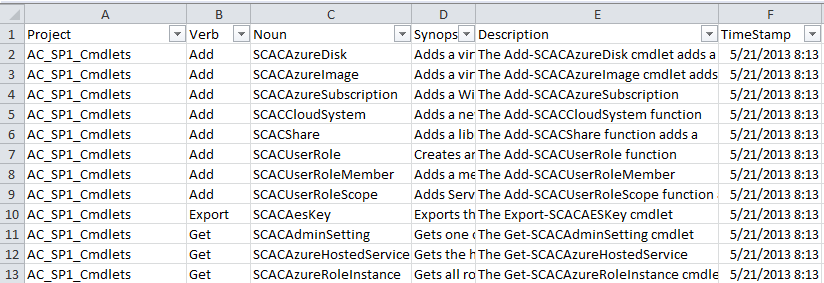 A B C D E F
1 Project Verb Noun Synops Description TimeStamp
2 AC_SP1_Cmdlets Add SCACAzureDisk Adds a vir The Add-SCACAzureDisk cmdlet adds a 5/21/2013 8:13
3 AC_SP1_Cmdlets Add SCACAzureImage Adds a vir The Add-SCACAzureImage cmdlet adds 5/21/2013 8:13
4 AC_SP1_Cmdlets Add SCACAzureSubscription Adds a Wi The Add-SCACAzureSubscription 5/21/2013 8:13
5 AC_SP1_Cmdlets Add SCACCloudSystem Adds a nev The Add-SCACCloudSystem function 5/21/2013 8:13
6 AC_SP1_Cmdlets Add SCACShare Adds a lib The Add-SCACShare function adds a 5/21/2013 8:13
7 AC_SP1_Cmdlets Add SCACUserRole Creates an The Add-SCACUserRole function 5/21/2013 8:13
8 AC_SP1_Cmdlets Add SCACUserRoleMember Adds a me The Add-SCACUserRoleMember 5/21/2013 8:13
9 AC_SP1_Cmdlets Add SCACUserRoleScope Adds Serv The Add-SCACUserRoleScope function 5/21/2013 8:13
10 AC_SP1_Cmdlets Export SCACAesKey Exports th The Export-SCACAESKey cmdlet 5/21/2013 8:13
11 AC_SP1_Cmdlets Get SCACAdminSetting Gets one o The Get-SCACAdminSetting cmdlet 5/21/2013 8:13
12 AC_SP1_Cmdlets Get SCACAzureHostedService Gets the h The Get-SCACAzureHostedService 5/21/2013 8:13
13 AC_SP1_Cmdlets Get SCACAzureRoleInstance Gets all ro The Get-SCACAzureRoleInstance cmdle 5/21/2013 8:13